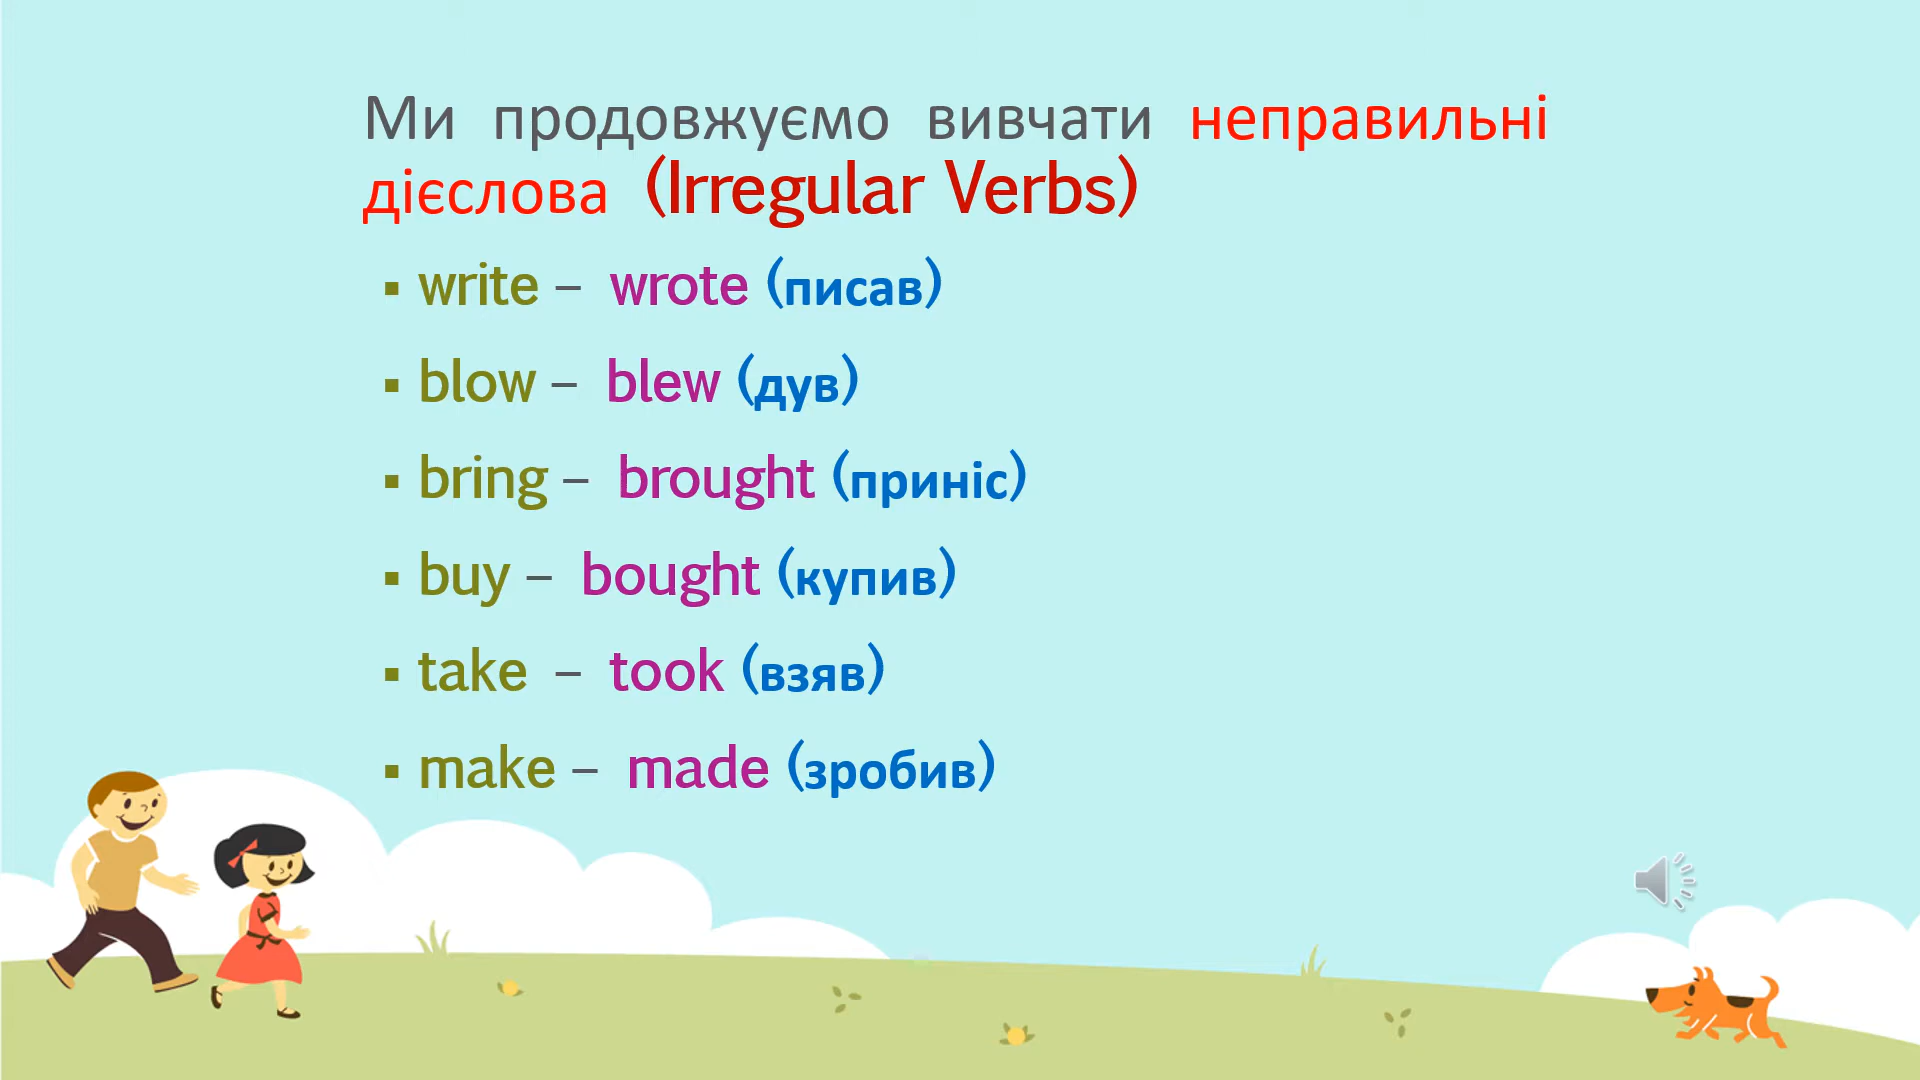 Ми продовжуємо вивчати неправильні
дієслова (Irregular Verbs)
▪ write – wrote (писав)
▪ blow – blew (дув)
▪ bring – brought (приніс)
▪ buy – bought (купив)
▪ take – took (взяв)
▪ make – made (зробив)